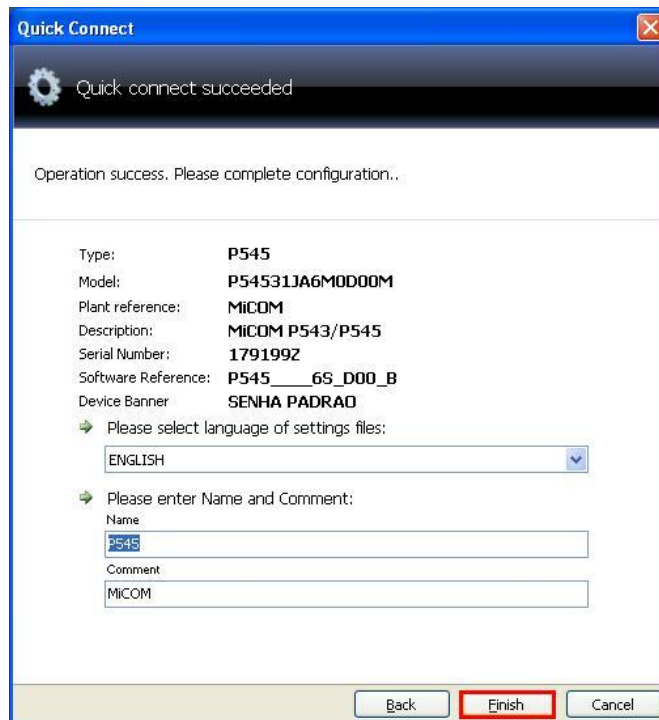 Quick Connect
Quick connect succeeded
Operation success. Please complete configuration..
Type: P545
Model: P54531JA6M0D00M
Plant reference: MiCOM
Description: MiCOM P543/P545
Serial Number: 179199Z
Software Reference: P545____6S_D00_B
Device Banner SENHA PADRAO
Please select language of settings files:
ENGLISH
Please enter Name and Comment:
Name
P545
Comment
MiCOM
Back Finish Cancel